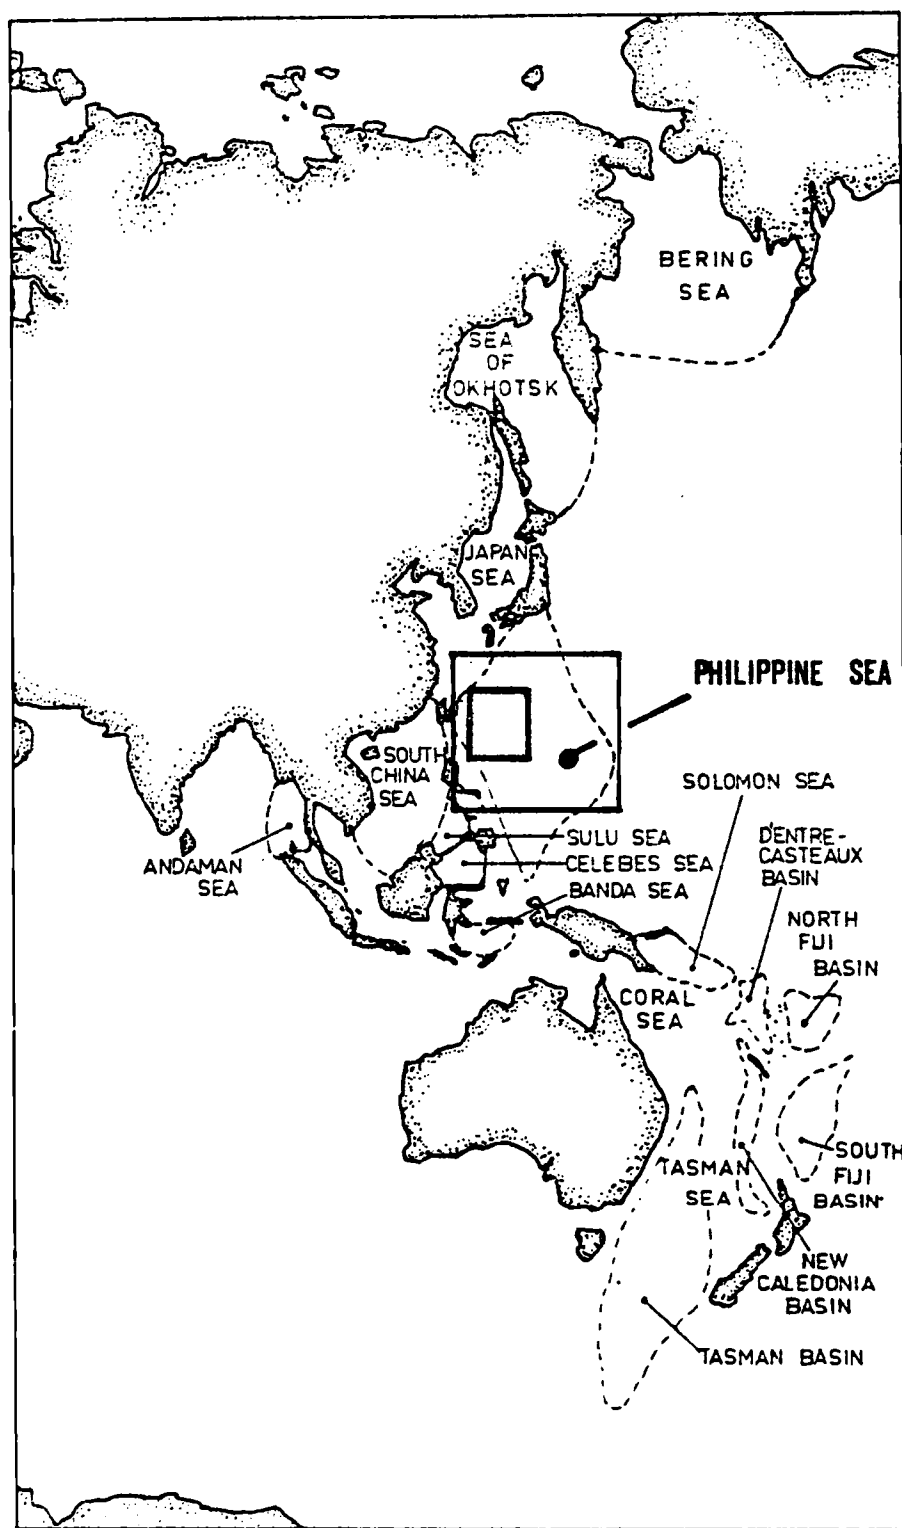 BERING
SEA
SEA
OF
OKHOTSK
JAPAN
SEA
PHILIPPINE SEA
SOUTH
CHINA
SEA
SOLOMON SEA
ANDAMAN
SEA
SULU SEA
CELEBES SEA
BANDA SEA
D'ENTRE-
CASTEAUX
BASIN
NORTH
FIJI
BASIN
CORAL
SEA
TASMAN
SEA
SOUTH
FIJI
BASIN
NEW
CALEDONIA
BASIN
TASMAN BASIN